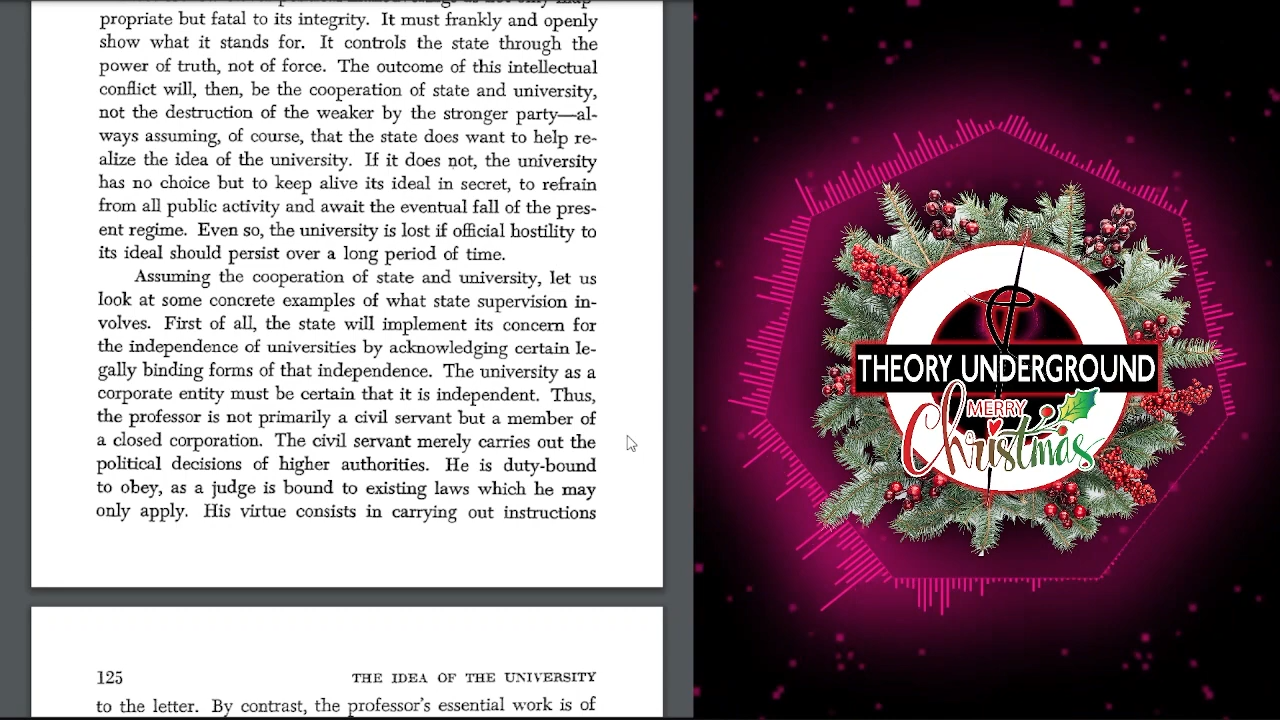 propriate but fatal to its integrity. It must frankly and openly
show what it stands for. It controls the state through the
power of truth, not of force. The outcome of this intellectual
conflict will, then, be the cooperation of state and university,
not the destruction of the weaker by the stronger party—al-
ways assuming, of course, that the state does want to help re-
alize the idea of the university. If it does not, the university
has no choice but to keep alive its ideal in secret, to refrain
from all public activity and await the eventual fall of the pres-
ent regime. Even so, the university is lost if official hostility to
its ideal should persist over a long period of time.
Assuming the cooperation of state and university, let us
look at some concrete examples of what state supervision in-
volves. First of all, the state will implement its concern for
the independence of universities by acknowledging certain le-
gally binding forms of that independence. The university as a
corporate entity must be certain that it is independent. Thus,
the professor is not primarily a civil servant but a member of
a closed corporation. The civil servant merely carries out the
political decisions of higher authorities. He is duty-bound
to obey, as a judge is bound to existing laws which he may
only apply. His virtue consists in carrying out instructions
125 THE IDEA OF THE UNIVERSITY
to the letter. By contrast, the professor's essential work is of
THEORY UNDERGROUND
MERRY
Christmas